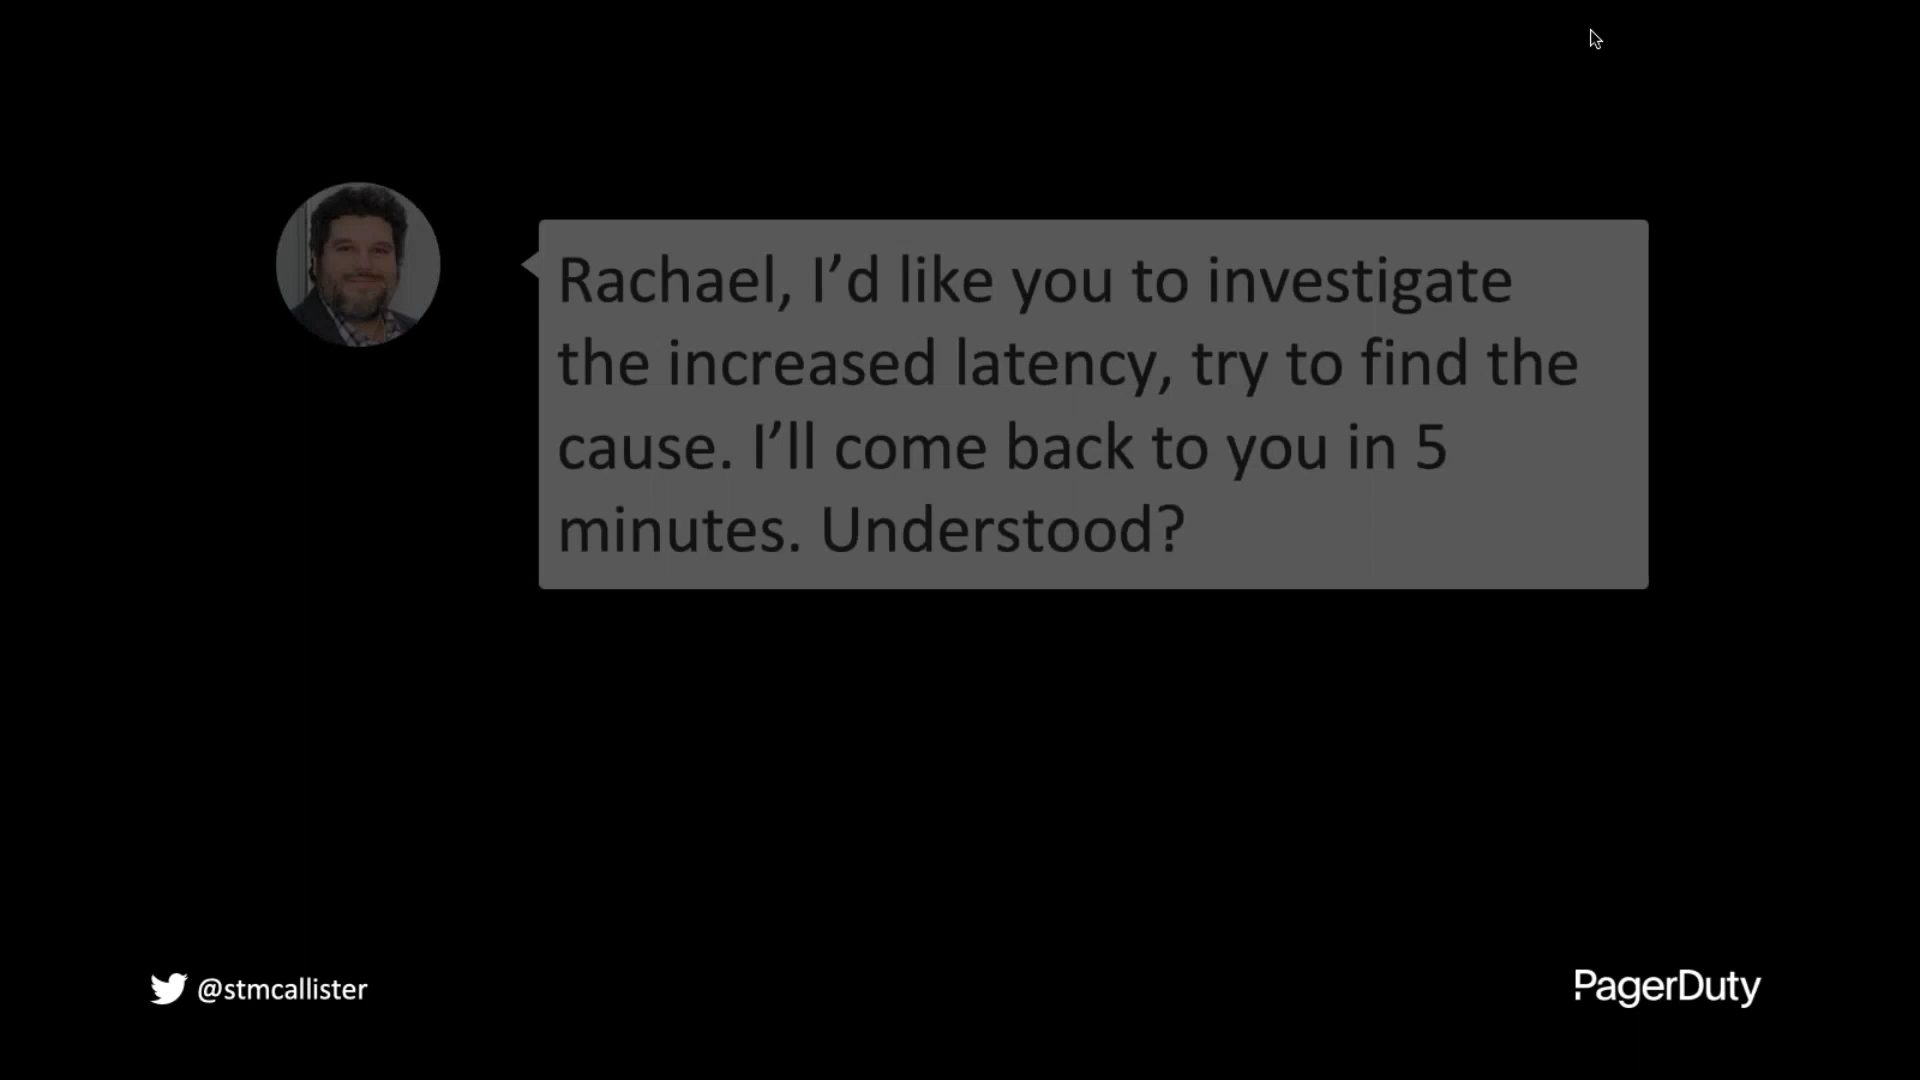 Rachael, I’d like you to investigate
the increased latency, try to find the
cause. I’ll come back to you in 5
minutes. Understood?
@stmcallister
PagerDuty